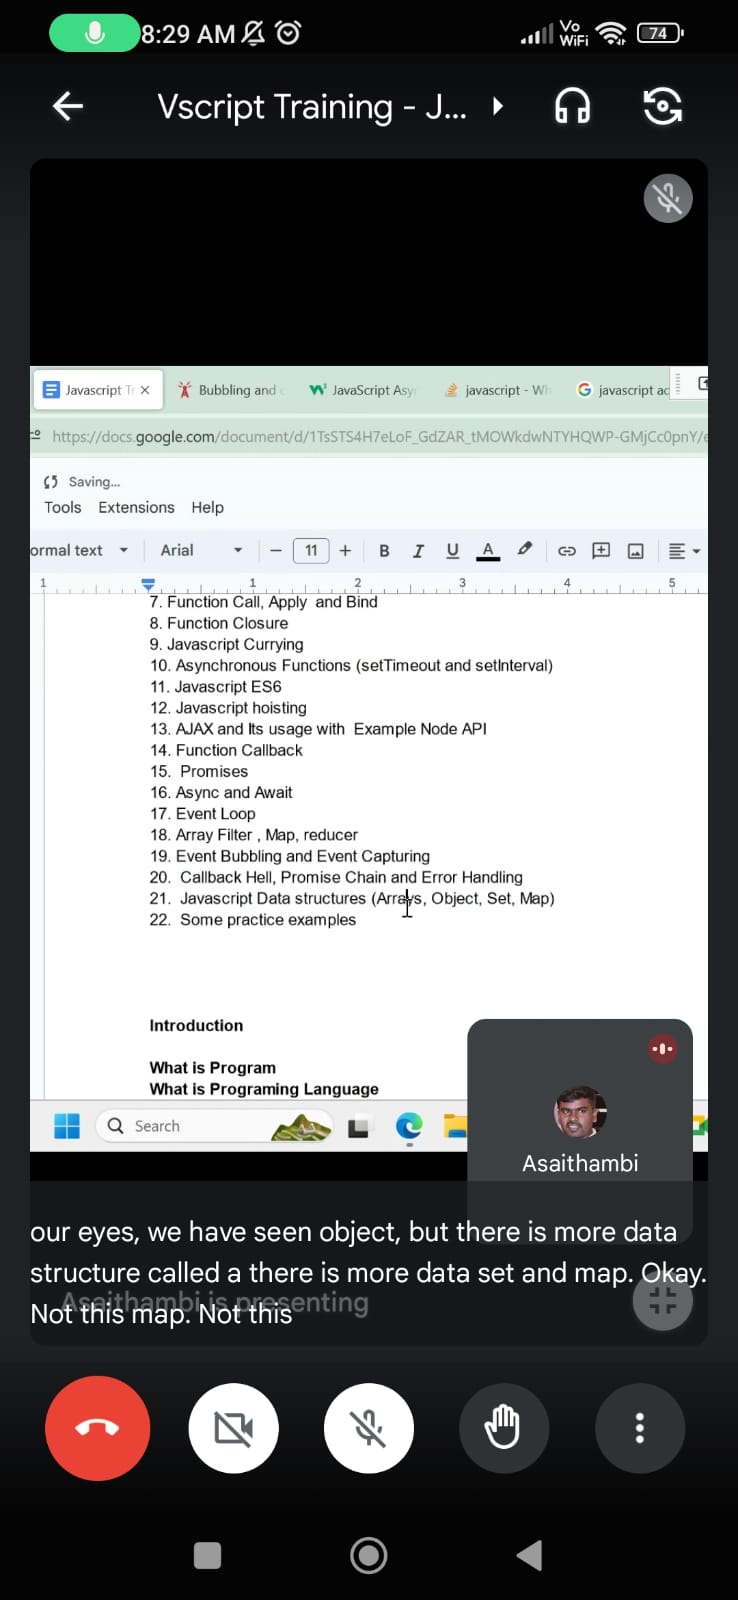 8:29 AM
Vo
WiFi
74
Vscript Training - J...
Javascript Tr
Bubbling and
JavaScript Asy
javascript - Wh
javascript ac
https://docs.google.com/document/d/1TsSTS4H7eLoF_GdZAR_tMOWkdwNTYHQWP-GMjCc0pnY/e
Saving...
Tools Extensions Help
ormal text Arial 11 B I U A
1 1 2 3 4 5
7. Function Call, Apply and Bind
8. Function Closure
9. Javascript Currying
10. Asynchronous Functions (setTimeout and setInterval)
11. Javascript ES6
12. Javascript hoisting
13. AJAX and Its usage with Example Node API
14. Function Callback
15. Promises
16. Async and Await
17. Event Loop
18. Array Filter , Map, reducer
19. Event Bubbling and Event Capturing
20. Callback Hell, Promise Chain and Error Handling
21. Javascript Data structures (Arrays, Object, Set, Map)
22. Some practice examples
Introduction
What is Program
What is Programing Language
Search
Asaithambi
our eyes, we have seen object, but there is more data
structure called a there is more data set and map. Okay.
Asaithambi is presenting
Not this map. Not this